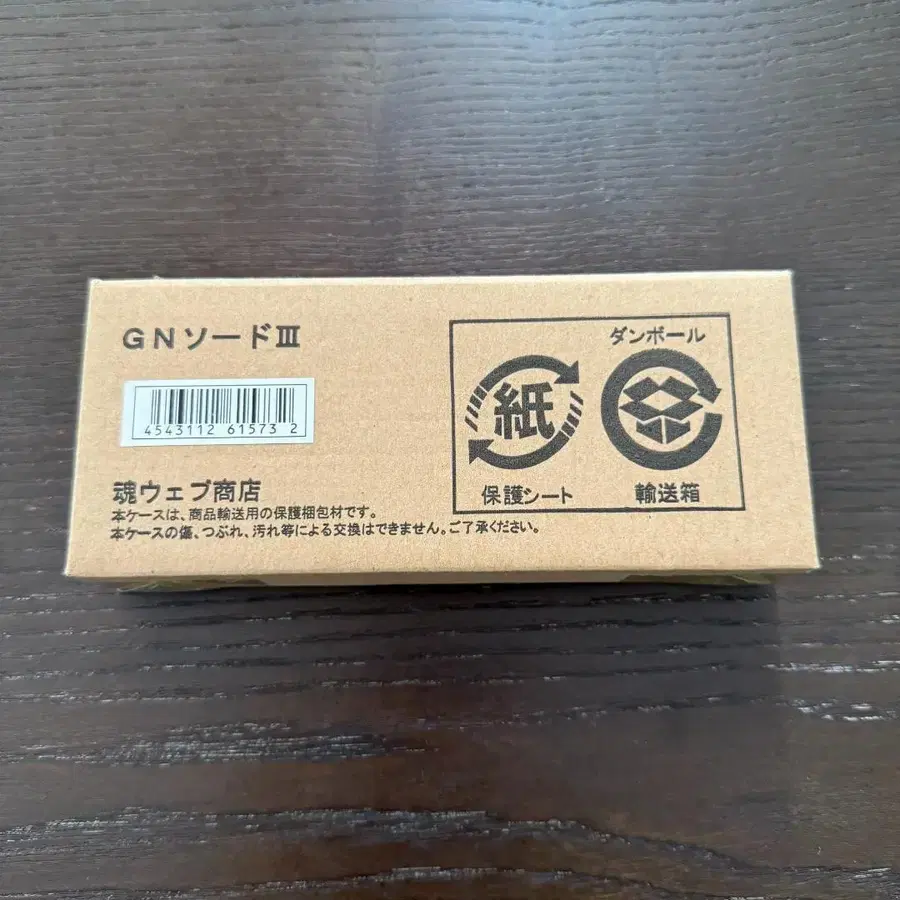 GNソードⅢ
4543112 61573 2
魂ウェブ商店
本ケースは、商品輸送用の保護梱包材です。
本ケースの傷、つぶれ、汚れ等による交換はできません。ご了承ください。
ダンボール
紙
保護シート
輸送箱